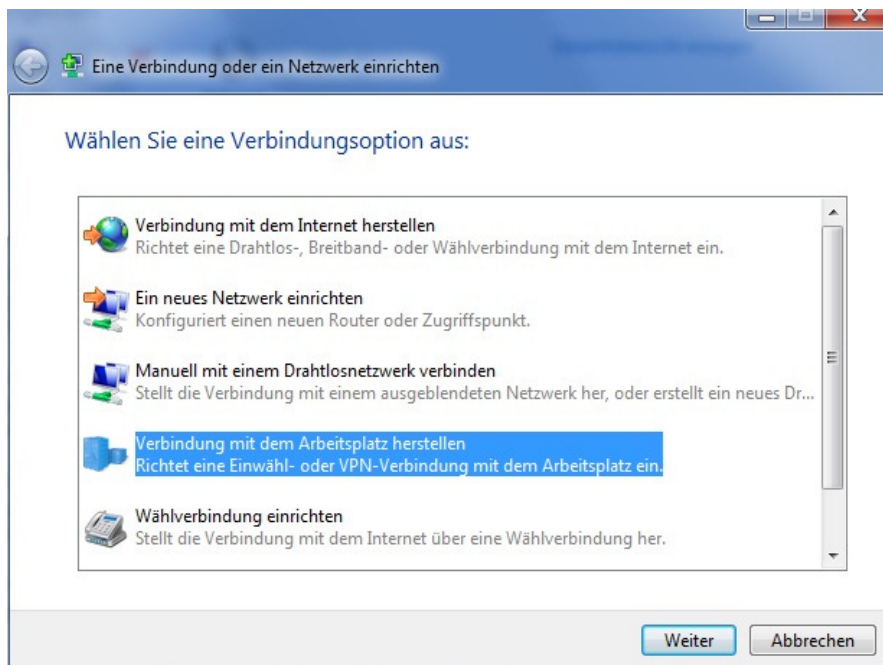 Eine Verbindung oder ein Netzwerk einrichten
Wählen Sie eine Verbindungsoption aus:
Verbindung mit dem Internet herstellen
Richtet eine Drahtlos-, Breitband- oder Wählverbindung mit dem Internet ein.
Ein neues Netzwerk einrichten
Konfiguriert einen neuen Router oder Zugriffspunkt.
Manuell mit einem Drahtlosnetzwerk verbinden
Stellt die Verbindung mit einem ausgeblendeten Netzwerk her, oder erstellt ein neues Dr...
Verbindung mit dem Arbeitsplatz herstellen
Richtet eine Einwähl- oder VPN-Verbindung mit dem Arbeitsplatz ein.
Wählverbindung einrichten
Stellt die Verbindung mit dem Internet über eine Wählverbindung her.
Weiter Abbrechen